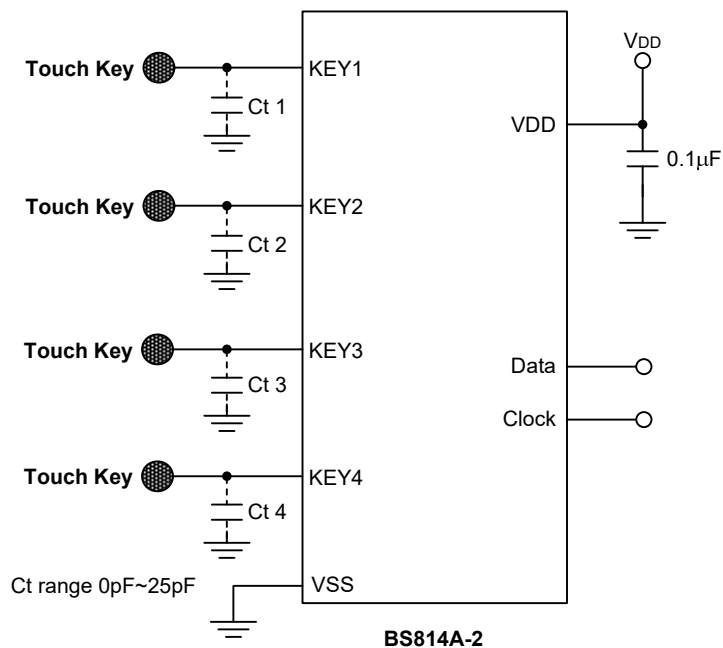 Touch Key
KEY1
Ct 1
Touch Key
KEY2
Ct 2
Touch Key
KEY3
Ct 3
Touch Key
KEY4
Ct 4
Ct range 0pF~25pF
VSS
VDD
VDD
0.1μF
Data
Clock
BS814A-2